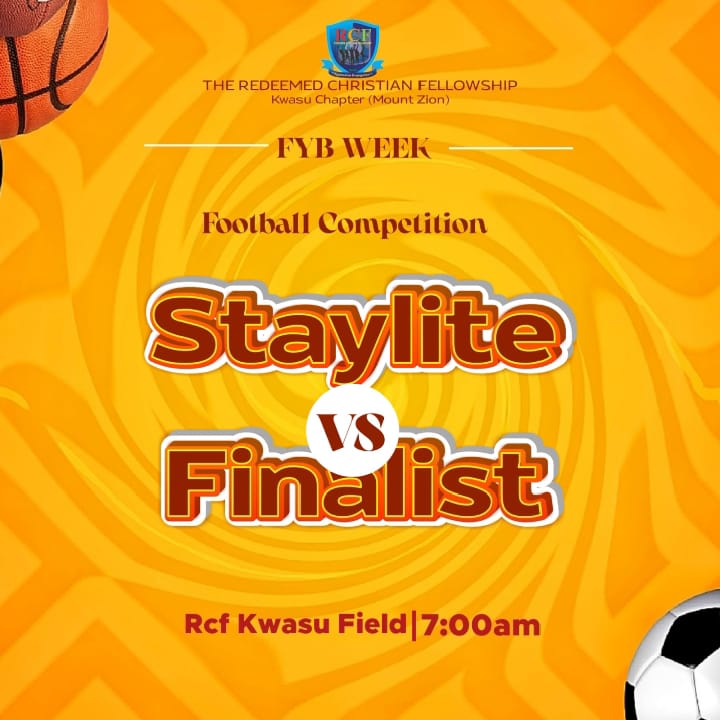 RCF
THE REDEEMED CHRISTIAN FELLOWSHIP
Kwasu Chapter (Mount Zion)
FYB WEEK
Football Competition
Staylite
VS
Finalist
Rcf Kwasu Field|7:00am